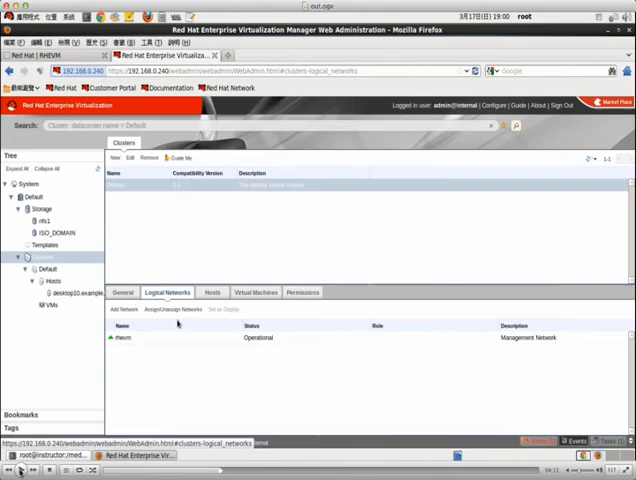 out.ogv
應用程式 位置 系統 3月17日(日) 19:00 root
Red Hat Enterprise Virtualization Manager Web Administration - Mozilla Firefox
檔案(F) 編輯(E) 檢視(V) 歷史(S) 書籤(B) 工具(T) 說明(H)
Red Hat | RHEVM Red Hat Enterprise Virtualiza...
192.168.0.240 https://192.168.0.240/webadmin/webadmin/WebAdmin.html#clusters-logical_networks Google
最常瀏覽 Red Hat Customer Portal Documentation Red Hat Network
Red Hat Enterprise Virtualization Logged in user: admin@internal | Configure | Guide | About | Sign Out Market Place
Search: Cluster: datacenter.name = Default
Clusters
Tree
New Edit Remove Guide Me 1-1
Expand All Collapse All
Name Compatibility Version Description
System
Default
Storage
nfs1
ISO_DOMAIN
Templates
Clusters
Default
Hosts
desktop10.example.
VMs
General Logical Networks Hosts Virtual Machines Permissions
Add Network Assign/Unassign Networks Set as Display
Name Status Role Description
rhevm Operational Management Network
Bookmarks
Tags
https://192.168.0.240/webadmin/webadmin/WebAdmin.html#clusters-logical_networks
Events
root@instructor:/med... Red Hat Enterprise Vir...
04:13